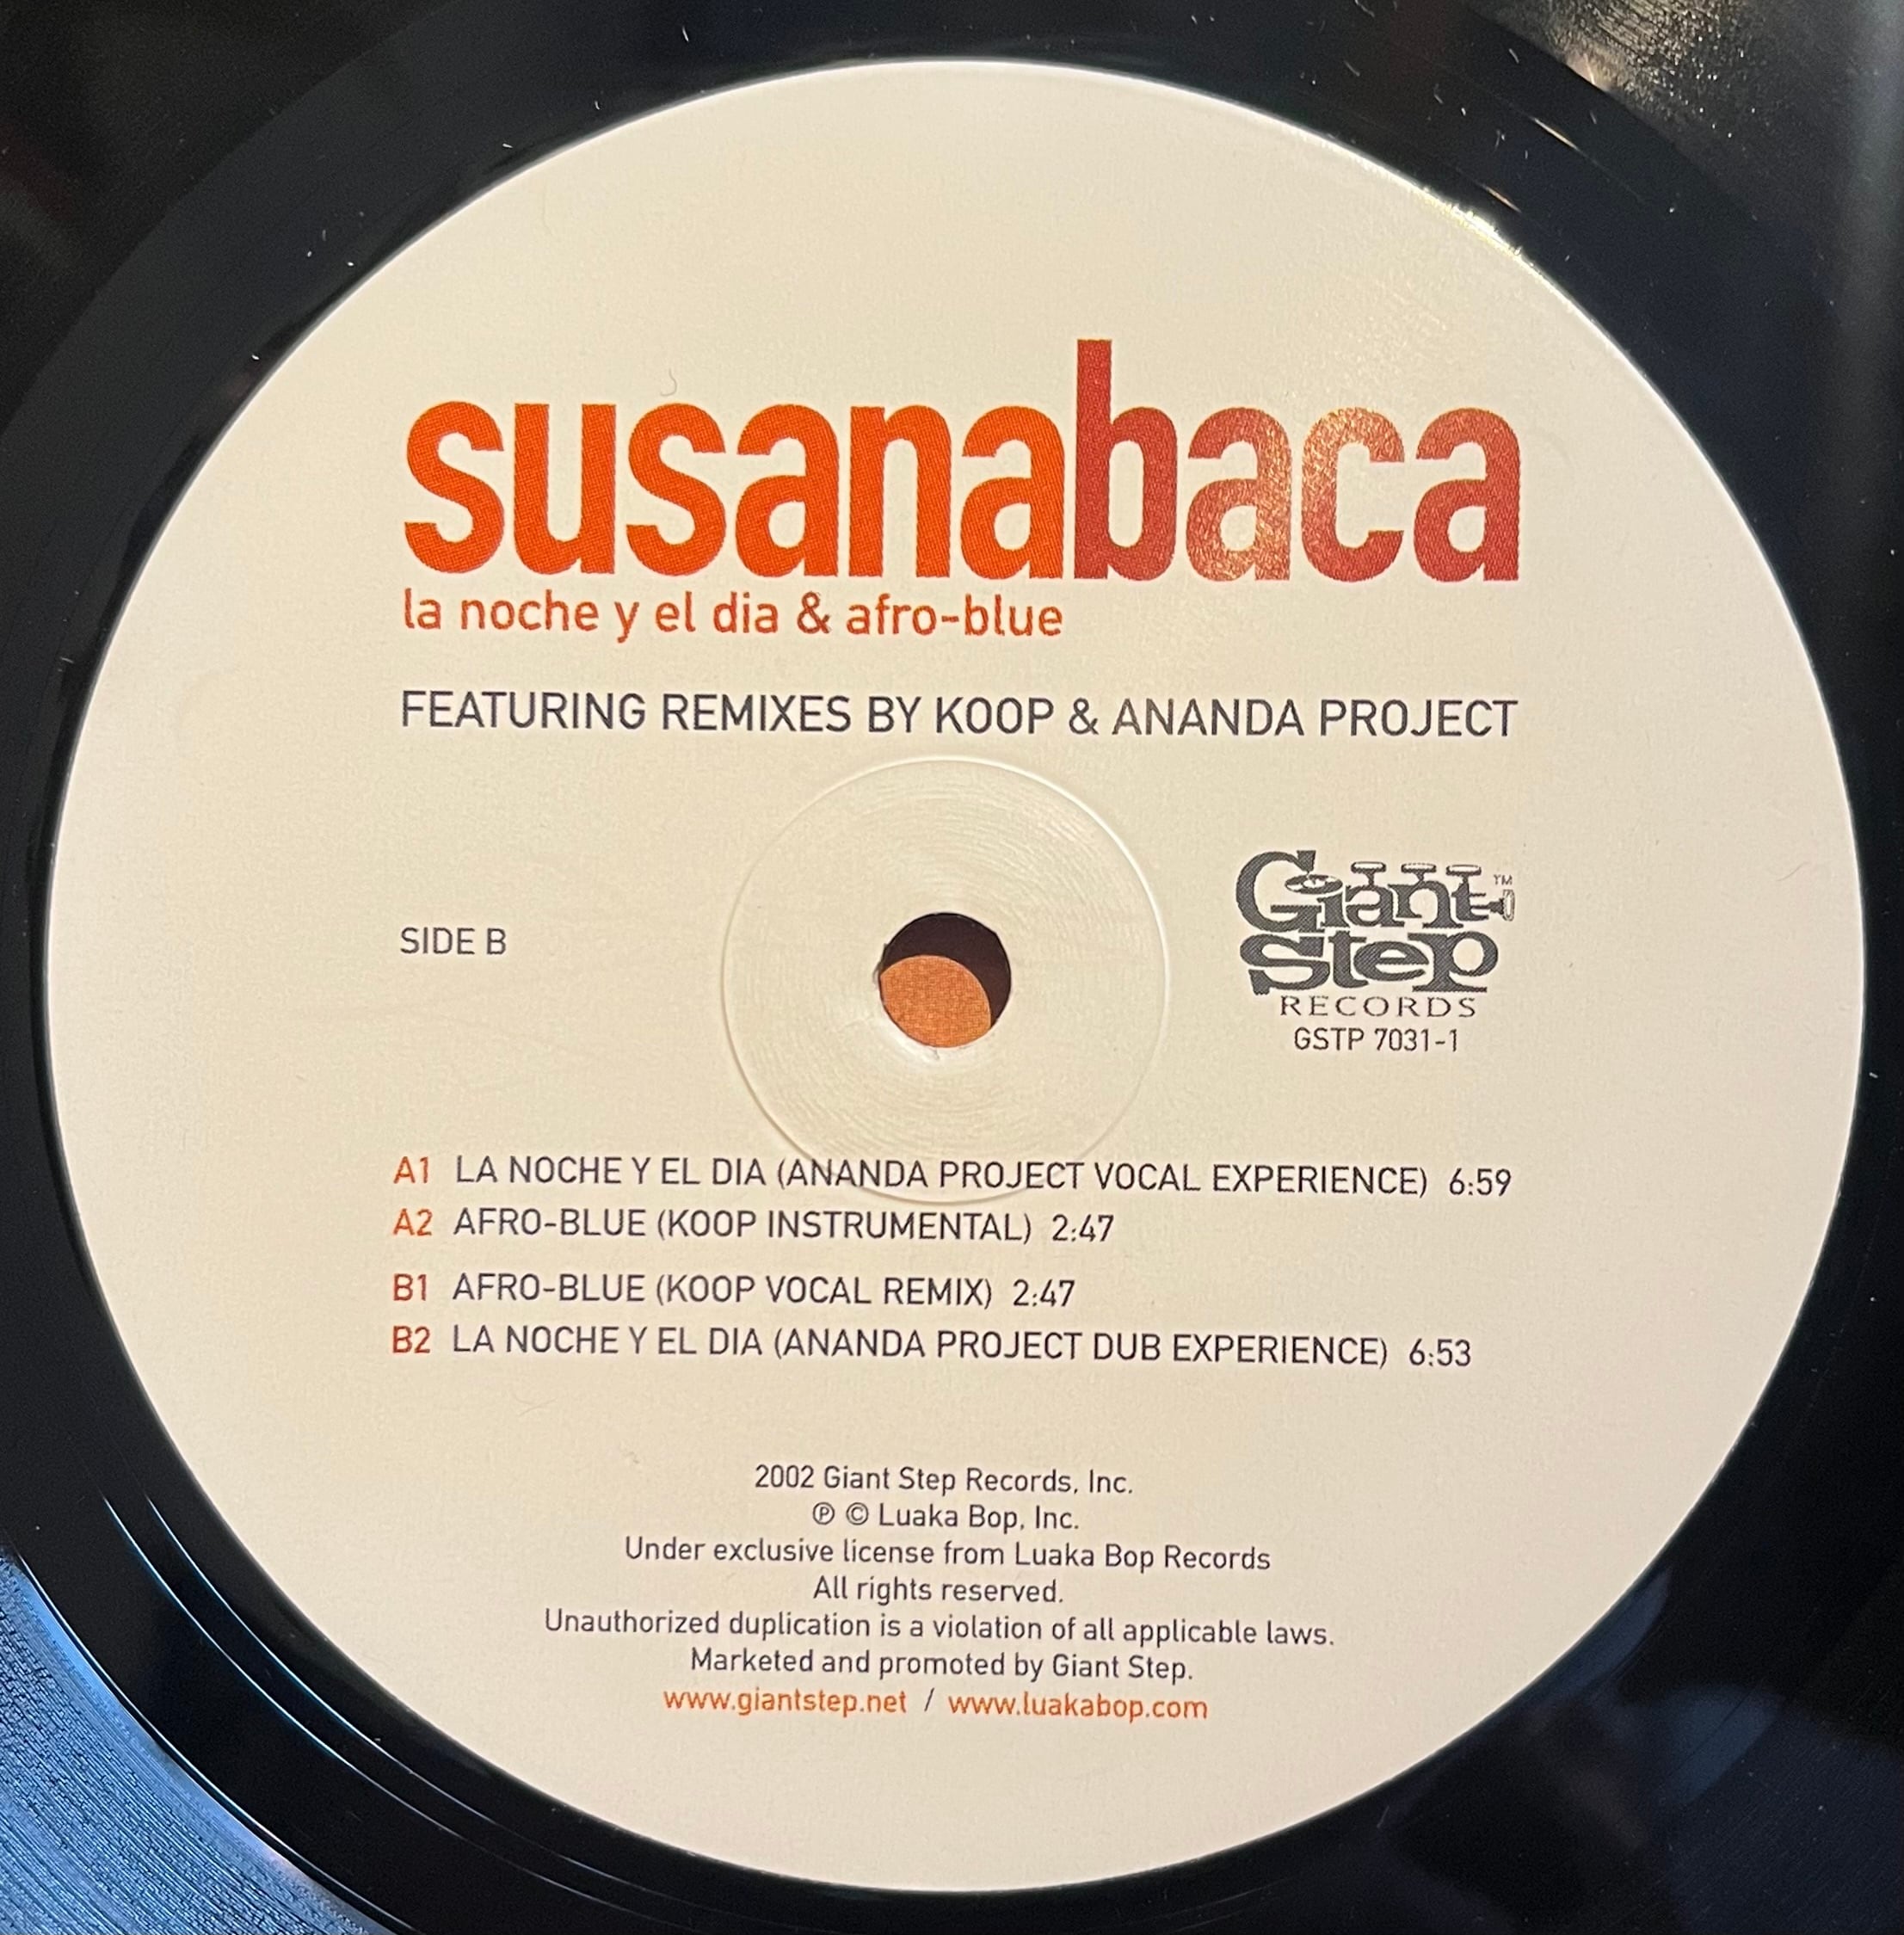 susanabaca
la noche y el dia & afro-blue
FEATURING REMIXES BY KOOP & ANANDA PROJECT
SIDE B
Giant
Step
TM
RECORDS
GSTP 7031-1
A1 LA NOCHE Y EL DIA (ANANDA PROJECT VOCAL EXPERIENCE) 6:59
A2 AFRO-BLUE (KOOP INSTRUMENTAL) 2:47
B1 AFRO-BLUE (KOOP VOCAL REMIX) 2:47
B2 LA NOCHE Y EL DIA (ANANDA PROJECT DUB EXPERIENCE) 6:53
2002 Giant Step Records, Inc.
℗ © Luaka Bop, Inc.
Under exclusive license from Luaka Bop Records
All rights reserved.
Unauthorized duplication is a violation of all applicable laws.
Marketed and promoted by Giant Step.
www.giantstep.net / www.luakabop.com